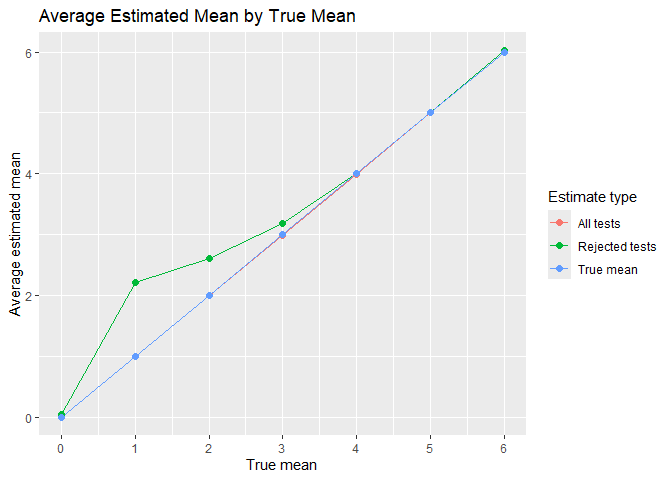 Average Estimated Mean by True Mean
6
4
2
0
Average estimated mean
0 1 2 3 4 5 6
True mean
Estimate type
All tests
Rejected tests
True mean